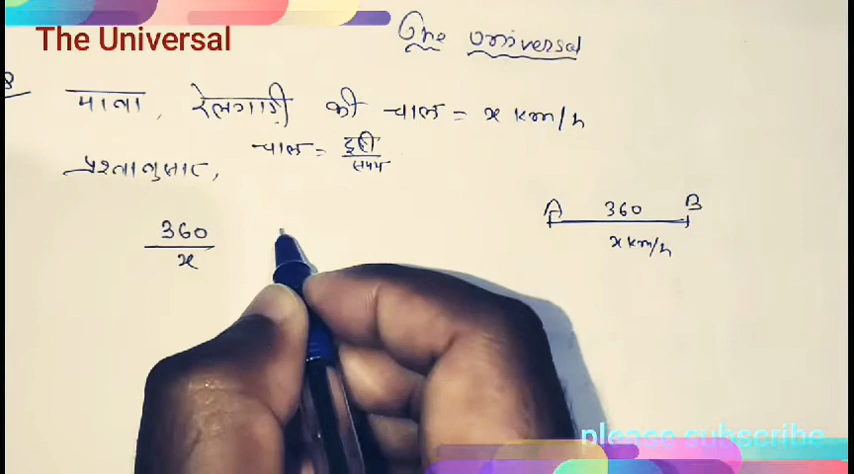 The Universal
The Universal
माना, रेलगाड़ी की चाल = x km/h
चाल = दूरी/समय
प्रश्नानुसार,
A 360 B
x km/h
360/x
please subscribe